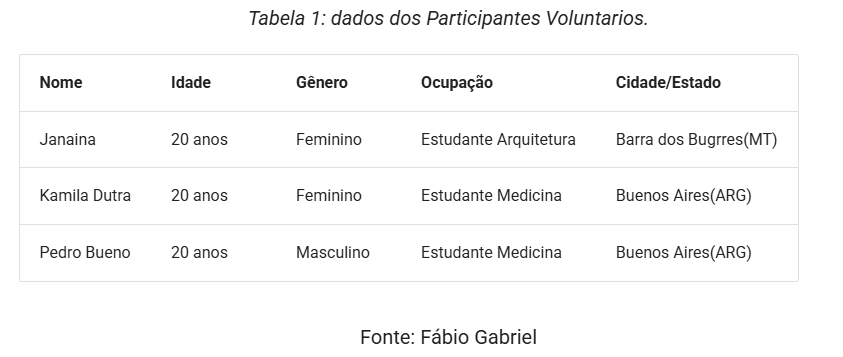 Tabela 1: dados dos Participantes Voluntarios.
Nome Idade Gênero Ocupação Cidade/Estado
Janaina 20 anos Feminino Estudante Arquitetura Barra dos Bugrres(MT)
Kamila Dutra 20 anos Feminino Estudante Medicina Buenos Aires(ARG)
Pedro Bueno 20 anos Masculino Estudante Medicina Buenos Aires(ARG)
Fonte: Fábio Gabriel